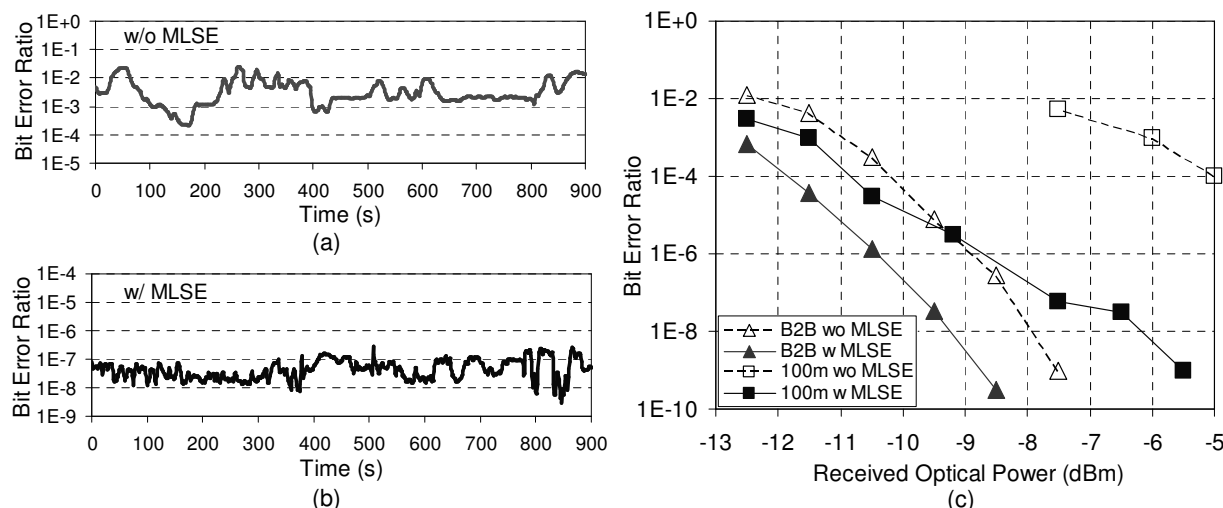 1E+0
w/o MLSE
1E-1
1E-2
1E-3
1E-4
1E-5
Bit Error Ratio
0 100 200 300 400 500 600 700 800 900
Time (s)
(a)
1E-4
w/ MLSE
1E-5
1E-6
1E-7
1E-8
1E-9
Bit Error Ratio
0 100 200 300 400 500 600 700 800 900
Time (s)
(b)
1E+0
1E-2
1E-4
1E-6
1E-8
1E-10
Bit Error Ratio
B2B wo MLSE
B2B w MLSE
100m wo MLSE
100m w MLSE
-13 -12 -11 -10 -9 -8 -7 -6 -5
Received Optical Power (dBm)
(c)